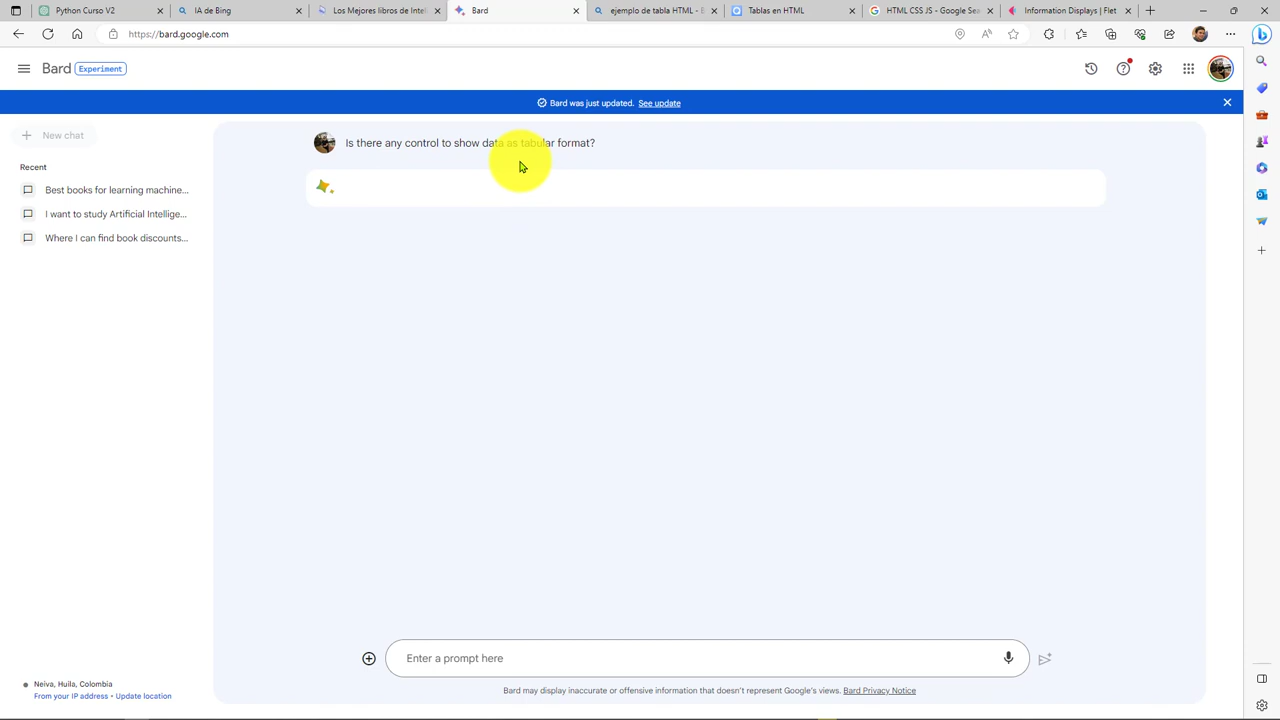 Python Curso V2
IA de Bing
Los Mejores libros de Inteli
Bard
ejemplo de tabla HTML - B
Tablas en HTML
HTML CSS JS - Google Sea
Information Displays | Flet
https://bard.google.com
Bard Experiment
Bard was just updated. See update
New chat
Recent
Best books for learning machine...
I want to study Artificial Intellige...
Where I can find book discounts...
Is there any control to show data as tabular format?
Enter a prompt here
Bard may display inaccurate or offensive information that doesn't represent Google's views. Bard Privacy Notice
Neiva, Huila, Colombia
From your IP address • Update location